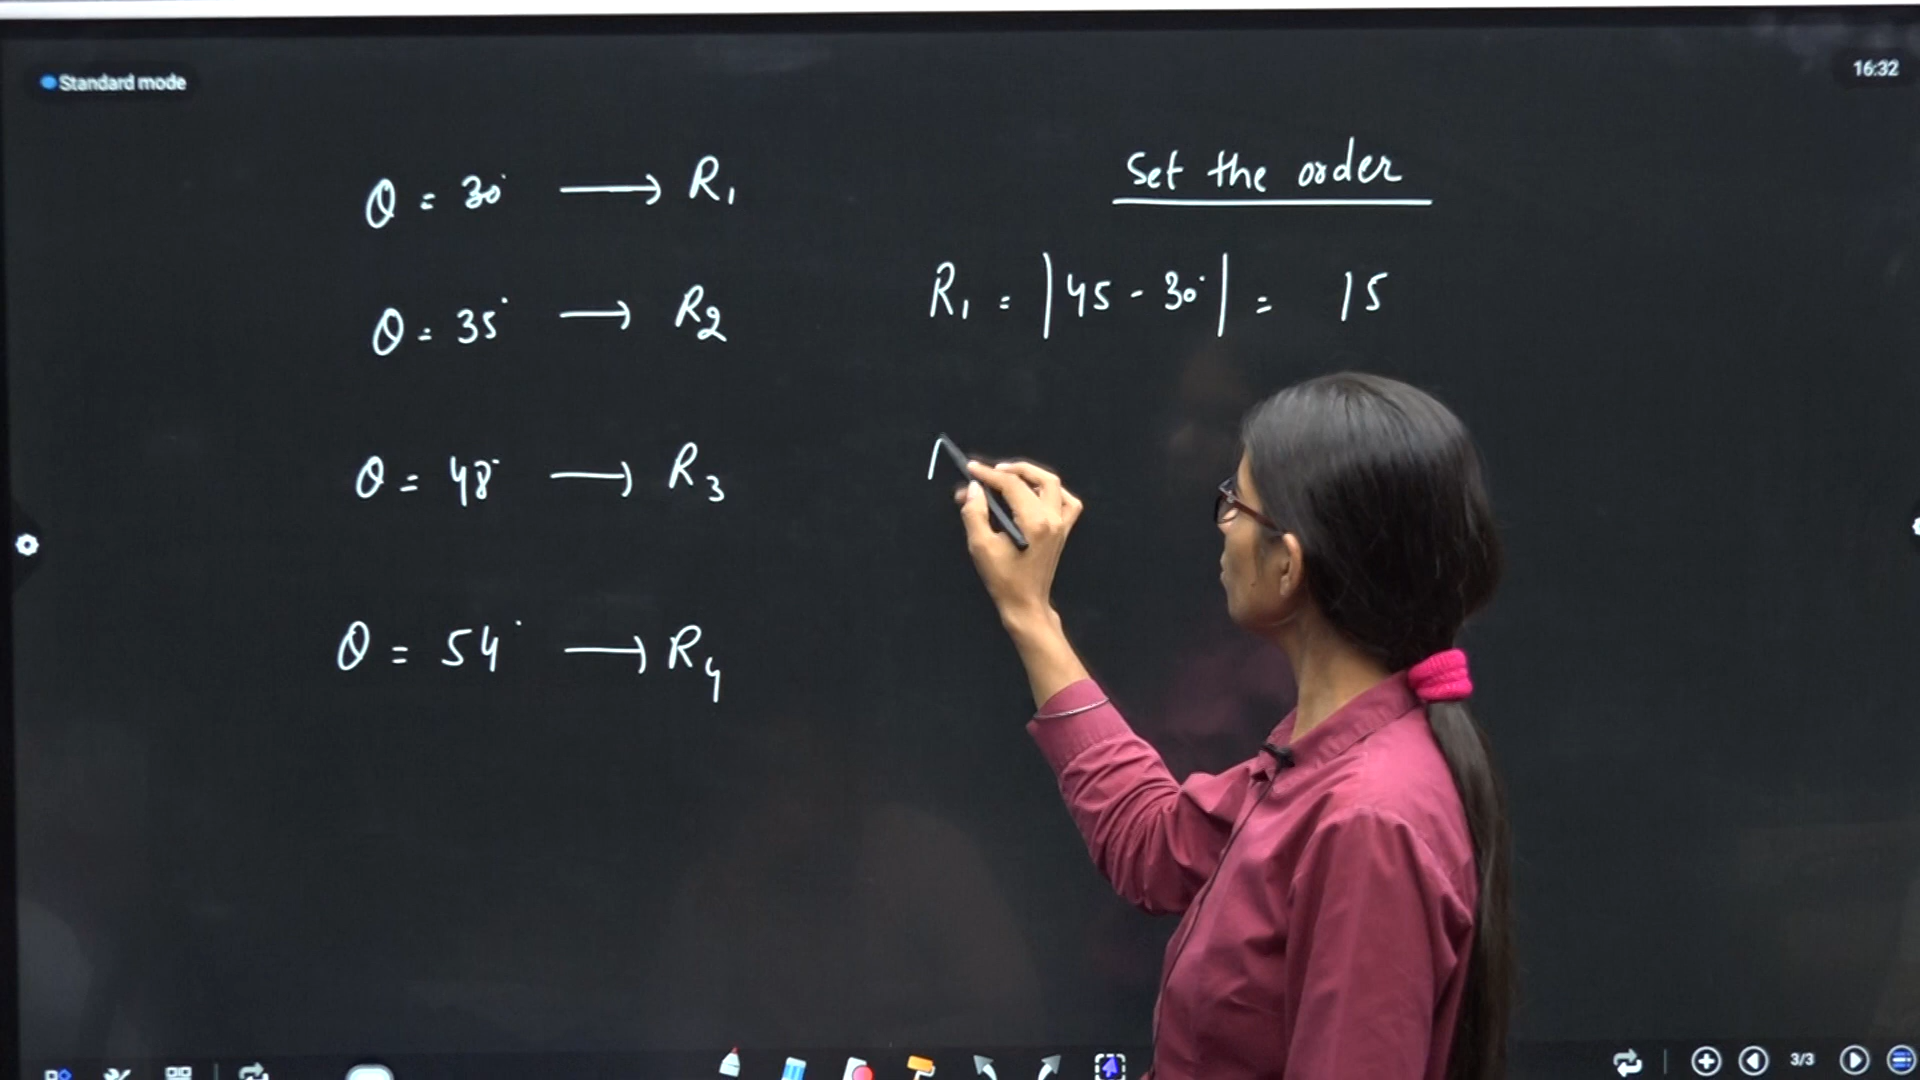 Standard mode
16:32
θ = 30° ⟶ R₁
θ = 35° ⟶ R₂
θ = 48° ⟶ R₃
θ = 54° ⟶ R₄
Set the order
R₁ = |45 - 30°| = 15
3/3